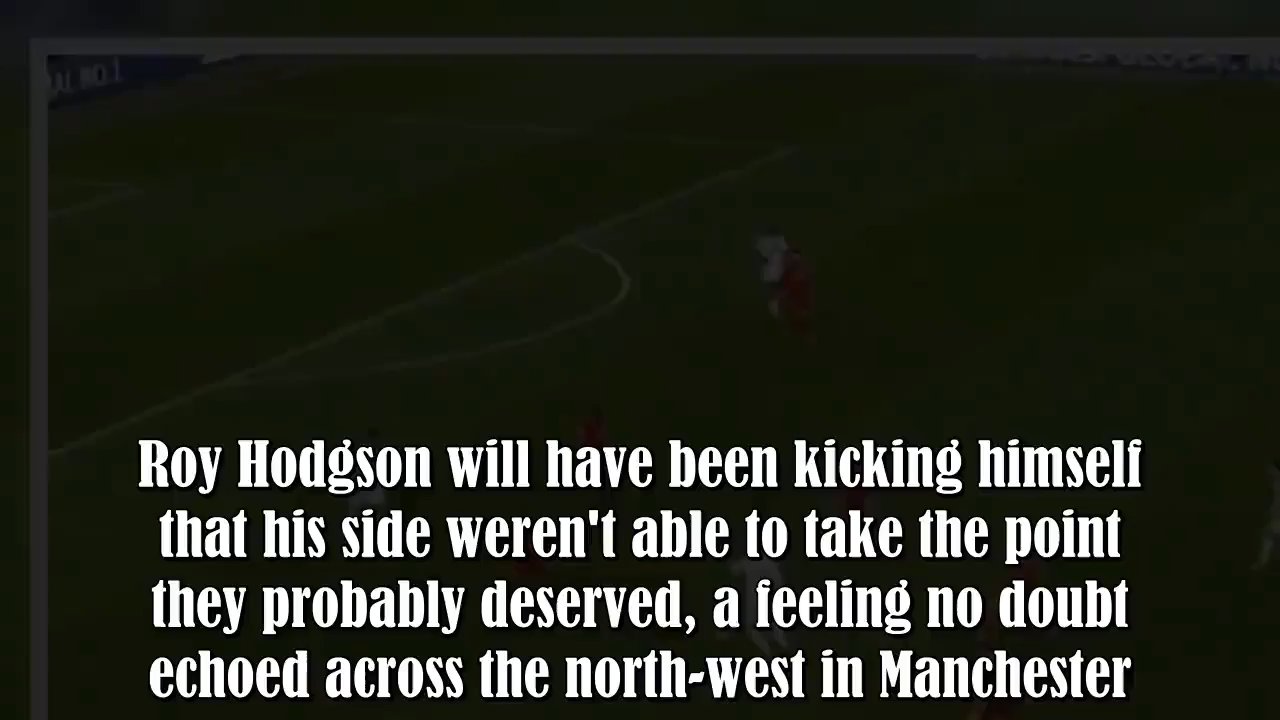 Roy Hodgson will have been kicking himself
that his side weren't able to take the point
they probably deserved, a feeling no doubt
echoed across the north-west in Manchester